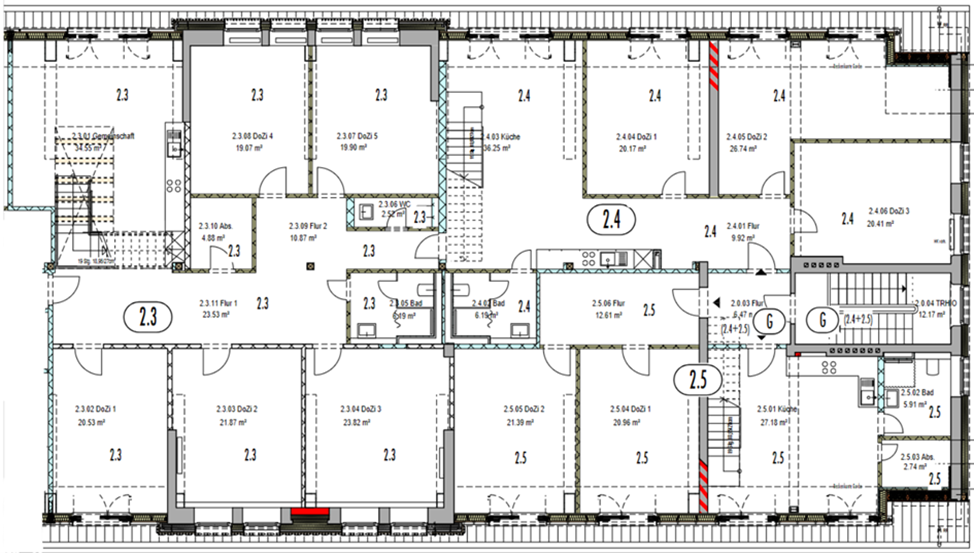 2.3
2.3.01 Gemeinschaft
34.55 m²
2.3
2.3.08 DoZi 4
19.07 m²
2.3
2.3.07 DoZi 5
19.90 m²
2.4
2.4.03 Küche
36.25 m²
2.4
2.4.04 DoZi 1
20.17 m²
2.4
2.4.05 DoZi 2
26.74 m²
2.3.06 WC
2.52 m²
2.3
2.3.10 Abs.
4.88 m²
2.3
2.3.09 Flur 2
10.87 m²
2.3
2.4
2.4
2.4.01 Flur
9.92 m²
2.4
2.4.06 DoZi 3
20.41 m²
2.3
2.3.11 Flur 1
23.53 m²
2.3
2.3
2.3.05 Bad
2.4.02 Bad
6.19 m²
2.4
2.5.06 Flur
12.61 m²
2.5
2.0.03 Flur
(2.4+2.5)
G
G
(2.4+2.5)
2.0.04 TRHIO
12.17 m²
2.5
2.3.02 DoZi 1
20.53 m²
2.3
2.3.03 DoZi 2
21.87 m²
2.3
2.3.04 DoZi 3
23.82 m²
2.3
2.5.05 DoZi 2
21.39 m²
2.5
2.5.04 DoZi 1
20.96 m²
2.5
2.5.01 Küche
27.18 m²
2.5
2.5.02 Bad
5.91 m²
2.5
2.5.03 Abs.
2.74 m²
2.5